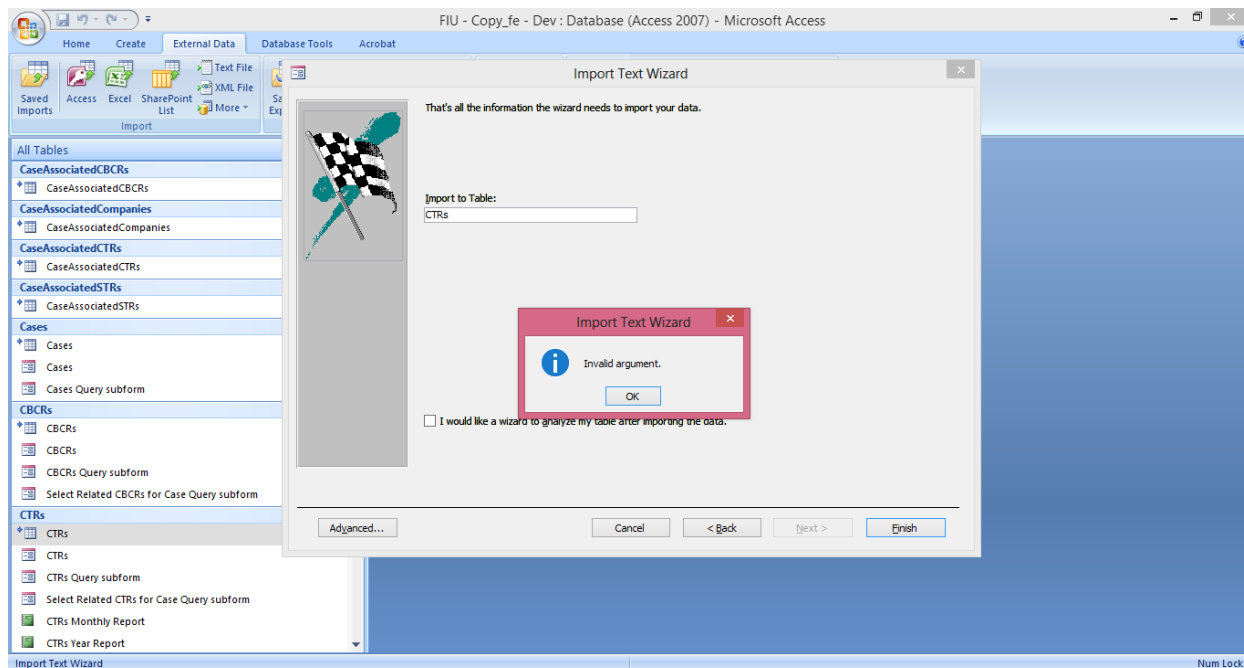 FIU - Copy_fe - Dev : Database (Access 2007) - Microsoft Access
Home Create External Data Database Tools Acrobat
Saved Imports
Access
Excel
SharePoint List
Text File
XML File
More
Import
Import Text Wizard
That's all the information the wizard needs to import your data.
Import to Table:
CTRs
Import Text Wizard
Invalid argument.
OK
I would like a wizard to analyze my table after importing the data.
Advanced...
Cancel
< Back
Next >
Finish
All Tables
CaseAssociatedCBCRs
CaseAssociatedCBCRs
CaseAssociatedCompanies
CaseAssociatedCompanies
CaseAssociatedCTRs
CaseAssociatedCTRs
CaseAssociatedSTRs
CaseAssociatedSTRs
Cases
Cases
Cases
Cases Query subform
CBCRs
CBCRs
CBCRs
CBCRs Query subform
Select Related CBCRs for Case Query subform
CTRs
CTRs
CTRs
CTRs Query subform
Select Related CTRs for Case Query subform
CTRs Monthly Report
CTRs Year Report
Import Text Wizard
Num Lock